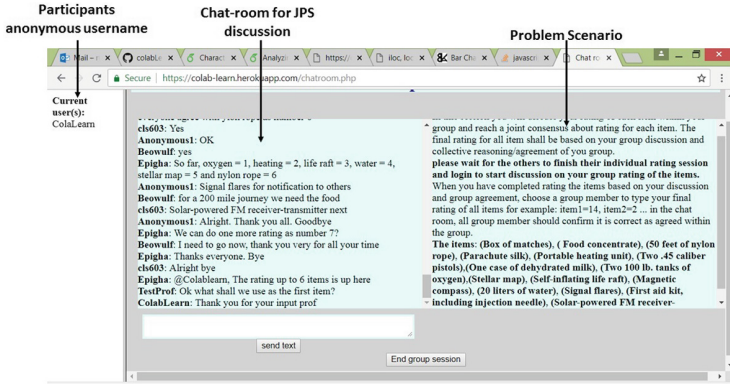 Participants
anonymous username
Chat-room for JPS
discussion
Problem Scenario
Mail – r
colabLe
Charact
Analyzi
https:/
iloc, loc
Bar Cha
javascri
Chat ro
Secure | https://colab-learn.herokuapp.com/chatroom.php
Current
user(s):
ColaLearn
cls603: Yes
Anonymous1: OK
Beowulf: yes
Epigha: So far, oxygen = 1, heating = 2, life raft = 3, water = 4,
stellar map = 5 and nylon rope = 6
Anonymous1: Signal flares for notification to others
Beowulf: for a 200 mile journey we need the food
cls603: Solar-powered FM receiver-transmitter next
Anonymous1: Alright. Thank you all. Goodbye
Epigha: We can do one more rating as number 7?
Beowulf: I need to go now, thank you very for all your time
Epigha: Thanks everyone. Bye
cls603: Alright bye
Epigha: @Colablearn, The rating up to 6 items is up here
TestProf: Ok what shall we use as the first item?
ColabLearn: Thank you for your input prof
send text
End group session
group and reach a joint consensus about rating for each item. The
final rating for all item shall be based on your group discussion and
collective reasoning/agreement of you group.
please wait for the others to finish their individual rating session
and login to start discussion on your group rating of the items.
When you have completed rating the items based on your discussion
and group agreement, choose a group member to type your final
rating of all items for example: item1=14, item2=2 ... in the chat
room, all group member should confirm it is correct as agreed within
the group.
The items: (Box of matches), ( Food concentrate), (50 feet of nylon
rope), (Parachute silk), (Portable heating unit), (Two .45 caliber
pistols),(One case of dehydrated milk), (Two 100 lb. tanks of
oxygen),(Stellar map), (Self-inflating life raft), (Magnetic
compass), (20 liters of water), (Signal flares), (First aid kit,
including injection needle), (Solar-powered FM receiver-